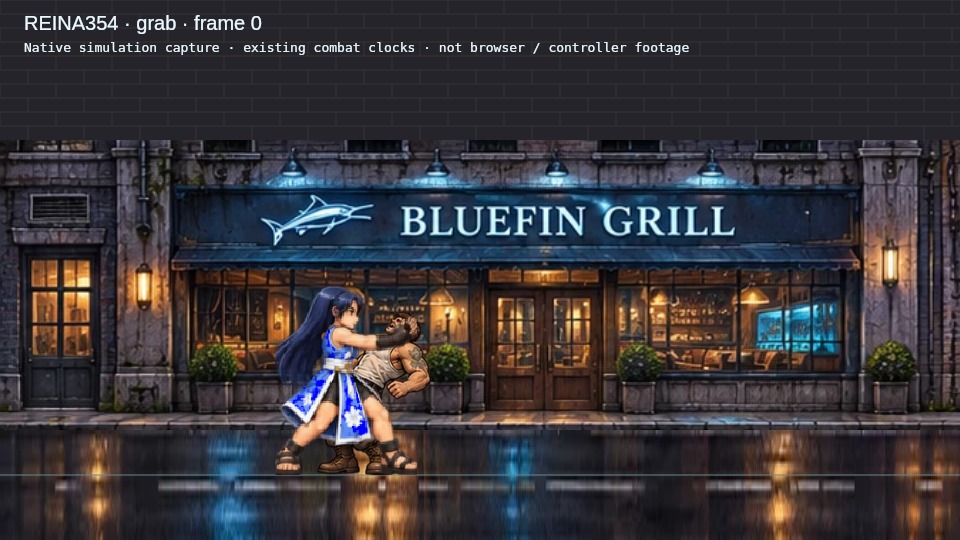 REINA354 · grab · frame 0
Native simulation capture · existing combat clocks · not browser / controller footage
BLUEFIN GRILL